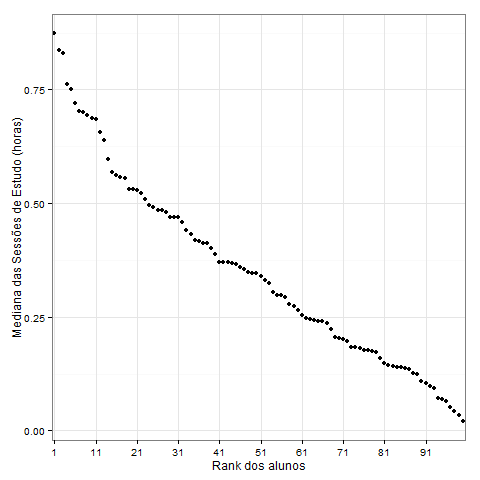 Mediana das Sessões de Estudo (horas)
0.75
0.50
0.25
0.00
1 11 21 31 41 51 61 71 81 91
Rank dos alunos